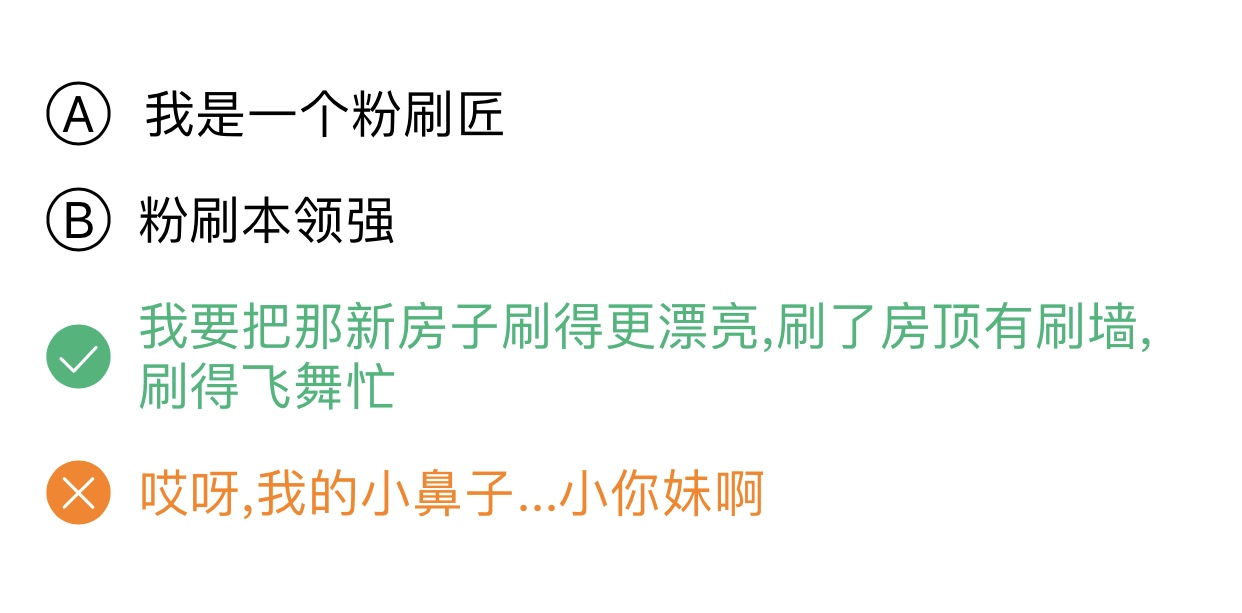 A 我是一个粉刷匠
B 粉刷本领强
我要把那新房子刷得更漂亮,刷了房顶有刷墙,
刷得飞舞忙
哎呀,我的小鼻子...小你妹啊